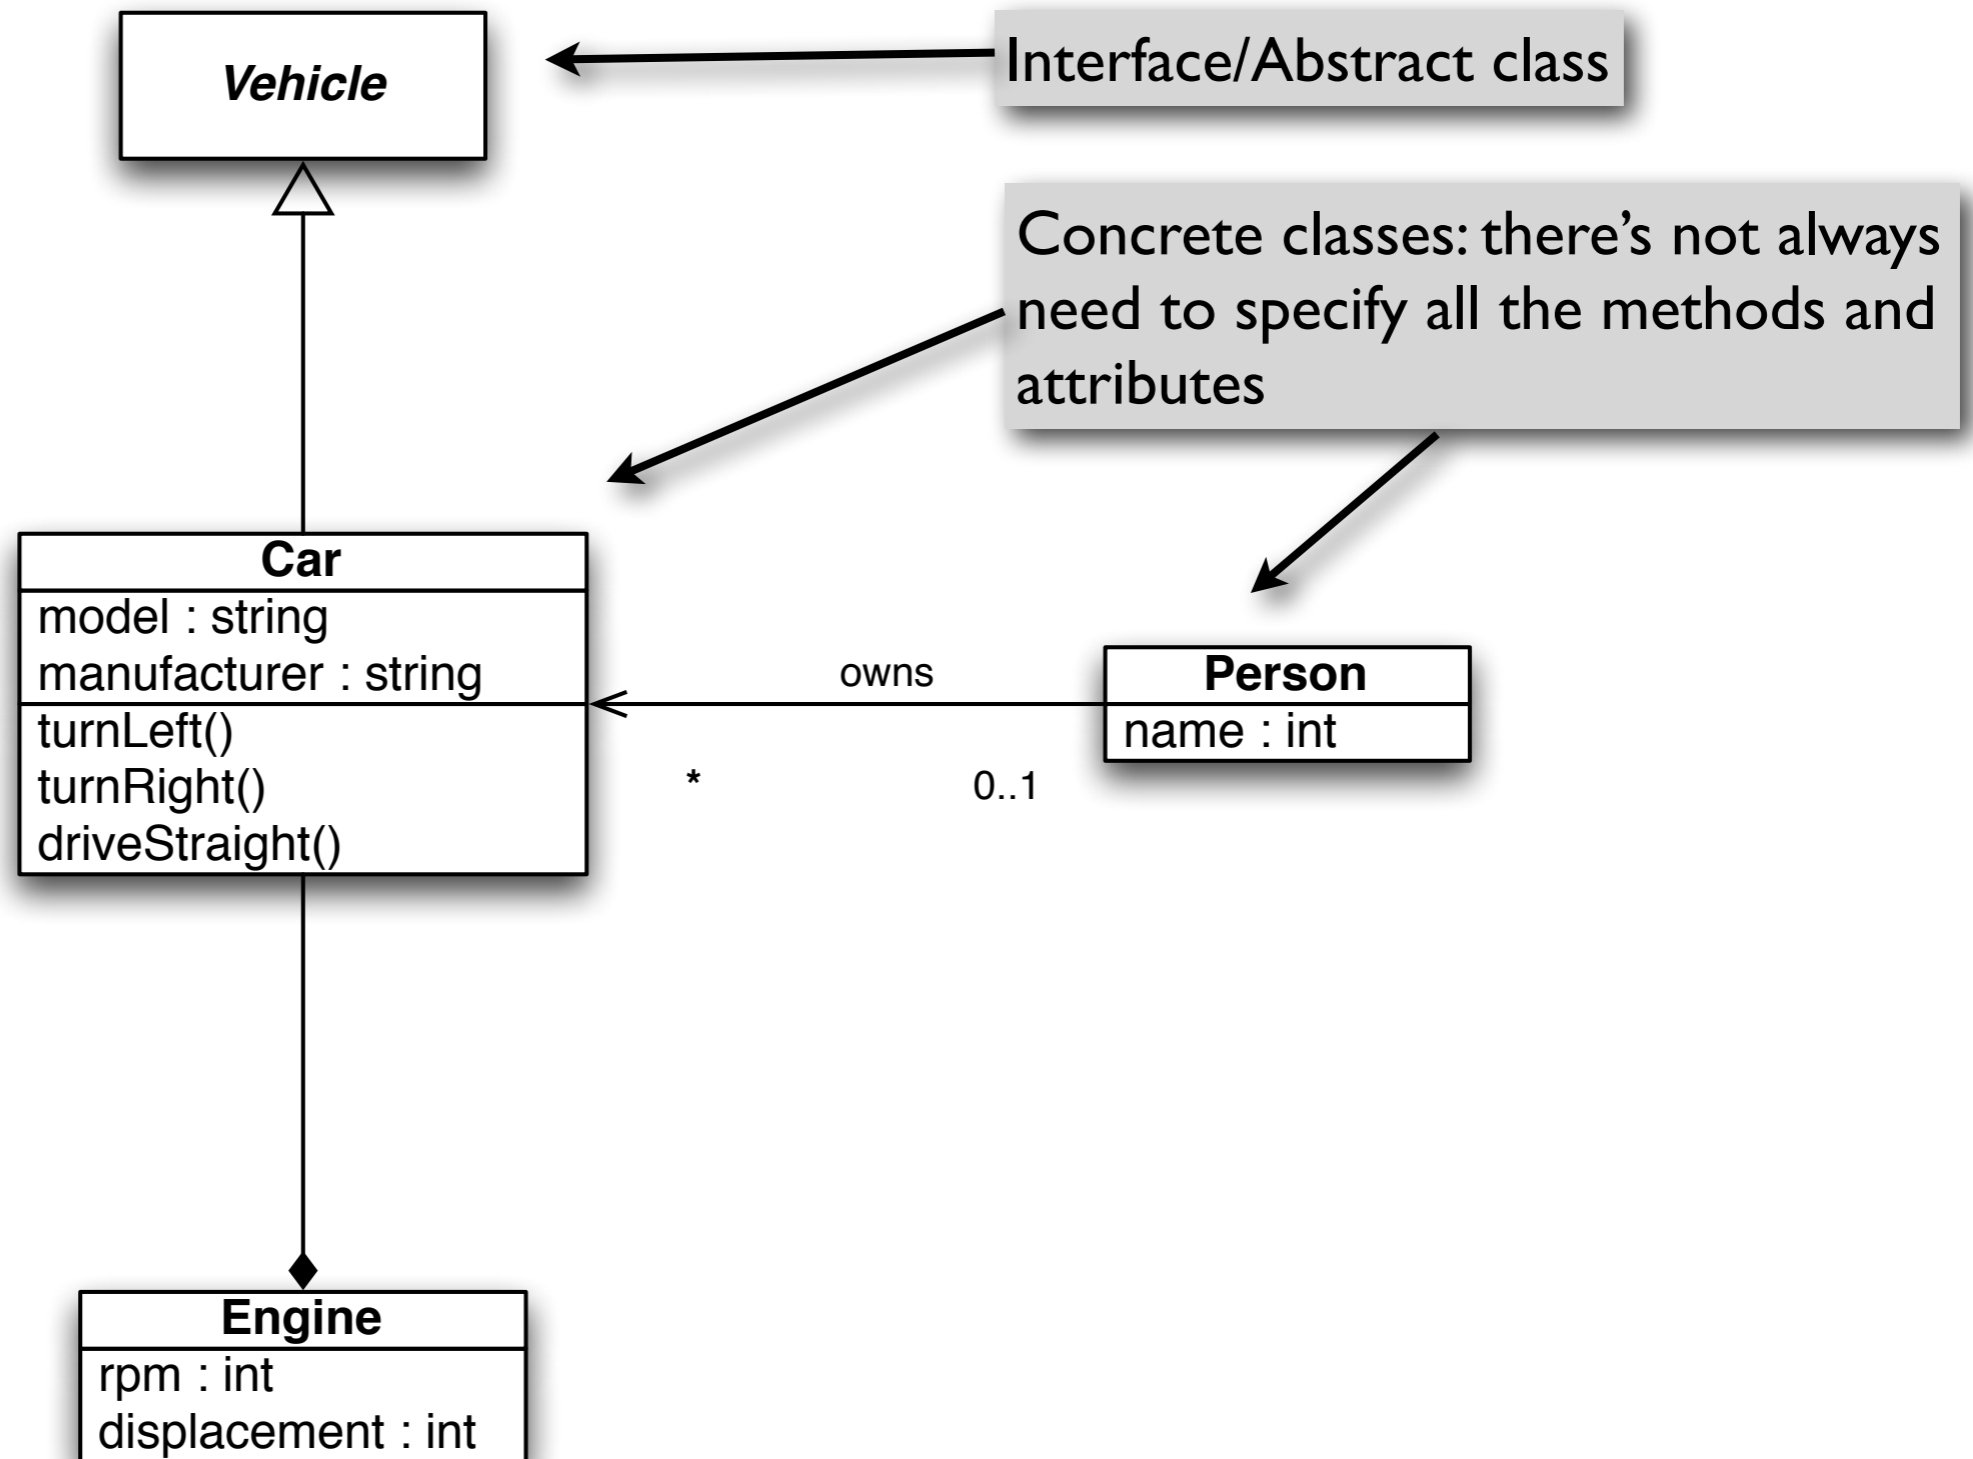 Vehicle
Interface/Abstract class
Concrete classes: there's not always
need to specify all the methods and
attributes
Car
model : string
manufacturer : string
turnLeft()
turnRight()
driveStraight()
owns
*
0..1
Person
name : int
Engine
rpm : int
displacement : int